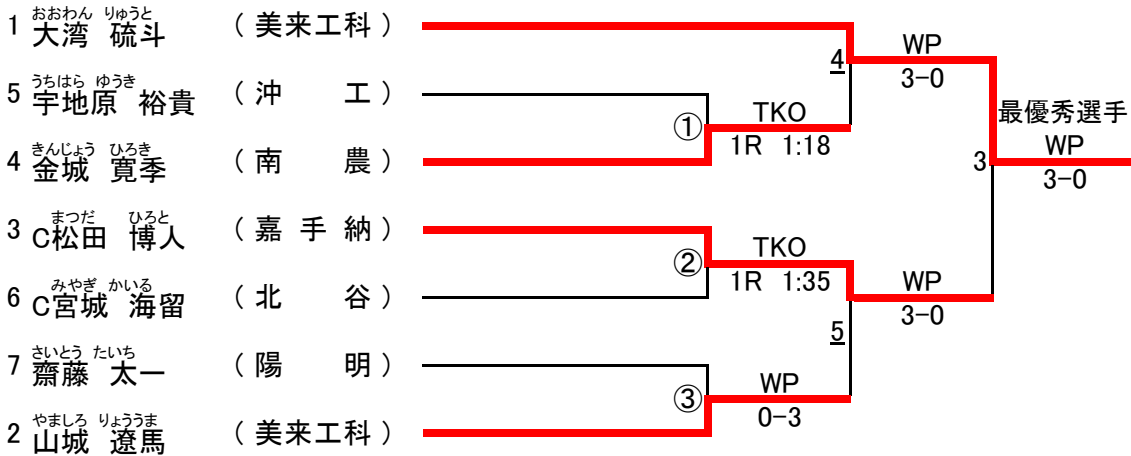 おおわん りゅうと
1 大湾 硫斗 (美来工科)
うちはら ゆうき
5 宇地原 裕貴 (沖 工)
きんじょう ひろき
4 金城 寛季 (南 農)
まつだ ひろと
3 C松田 博人 (嘉手納)
みやぎ かいる
6 C宮城 海留 (北 谷)
さいとう たいち
7 齋藤 太一 (陽 明)
やましろ りょううま
2 山城 遼馬 (美来工科)
①
TKO
1R 1:18
②
TKO
1R 1:35
③
WP
0-3
4
WP
3-0
5
WP
3-0
最優秀選手
3
WP
3-0